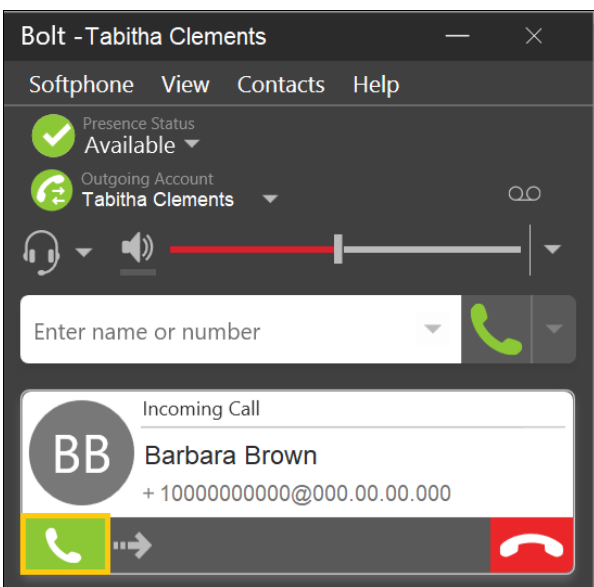 Bolt - Tabitha Clements
Softphone View Contacts Help
Presence Status
Available
Outgoing Account
Tabitha Clements
Enter name or number
Incoming Call
BB
Barbara Brown
+ 10000000000@000.00.00.000